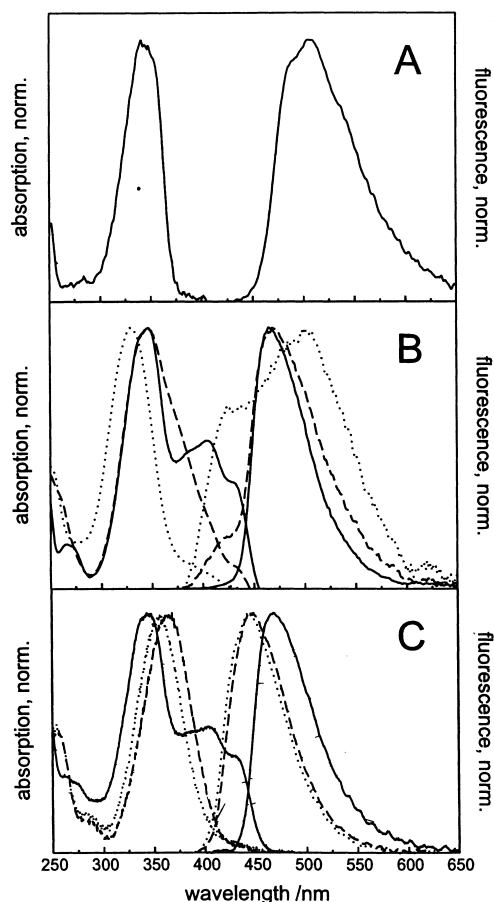 A
absorption, norm.
fluorescence, norm.
B
absorption, norm.
fluorescence, norm.
C
absorption, norm.
fluorescence, norm.
250 300 350 400 450 500 550 600 650
wavelength /nm